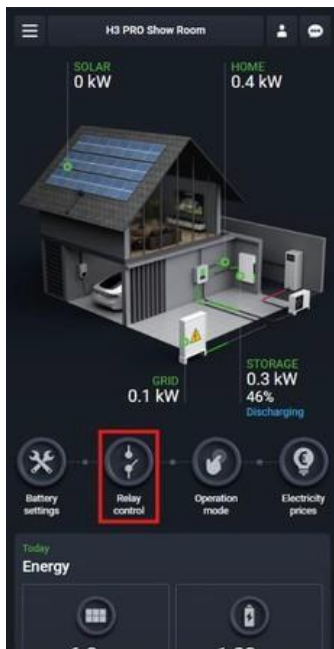 H3 PRO Show Room
SOLAR
0 kW
HOME
0.4 kW
GRID
0.1 kW
STORAGE
0.3 kW
46%
Discharging
Battery
settings
Relay
control
Operation
mode
Electricity
prices
Today
Energy